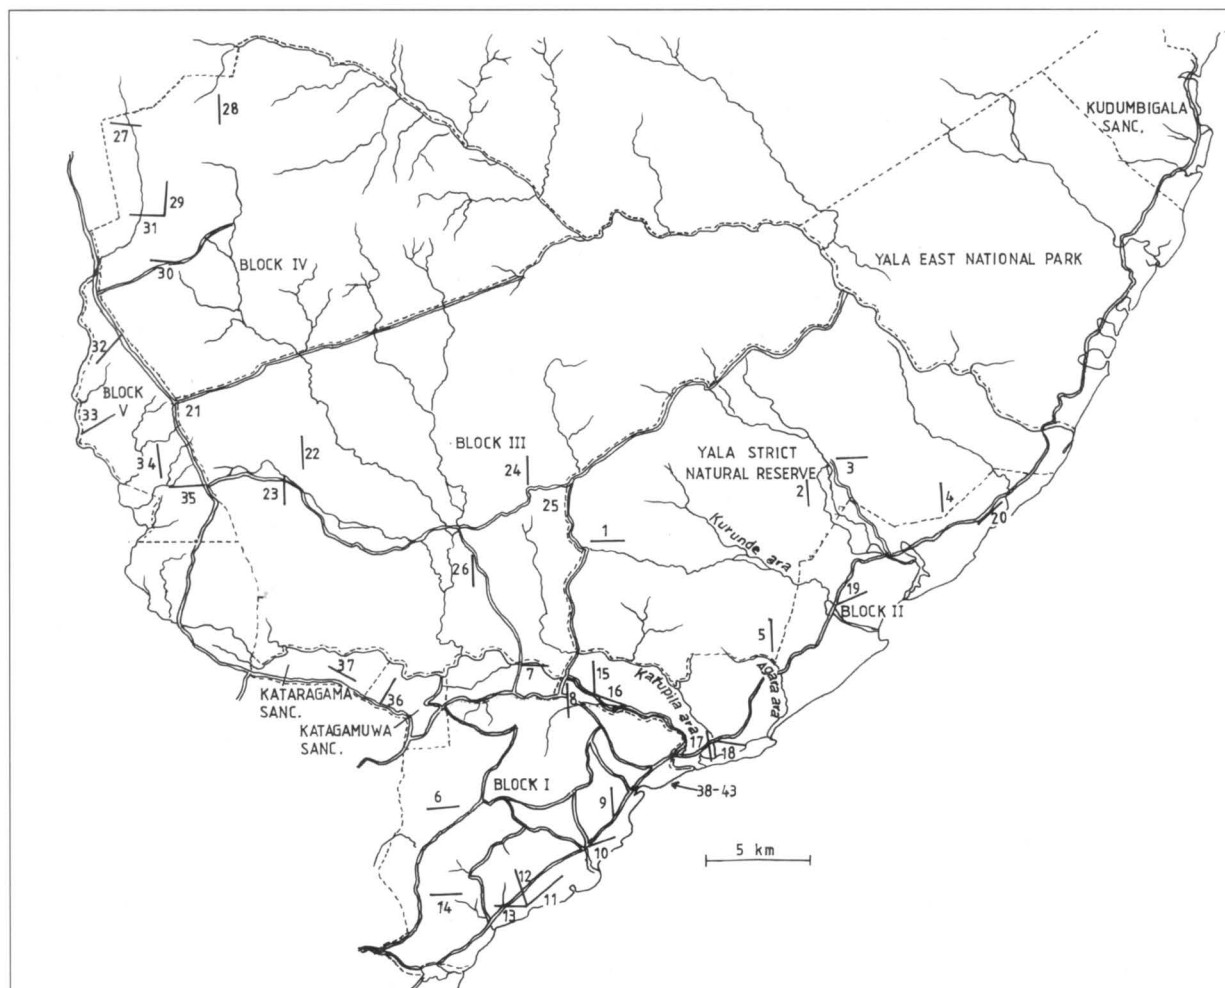 28
27
KUDUMBIGALA
SANC.
29
31
BLOCK IV
30
YALA EAST NATIONAL PARK
32
BLOCK
V
33
21
BLOCK III
22
34
24
YALA STRICT
NATURAL RESERVE
3
2
4
35
23
25
20
Kurunde ara
1
26
19
BLOCK II
5
37
7
15
16
Katupila ara
Agara ara
KATARAGAMA
SANC.
36
8
KATAGAMUWA
SANC.
17
18
BLOCK I
38-43
6
9
5 km
10
12
11
14
13